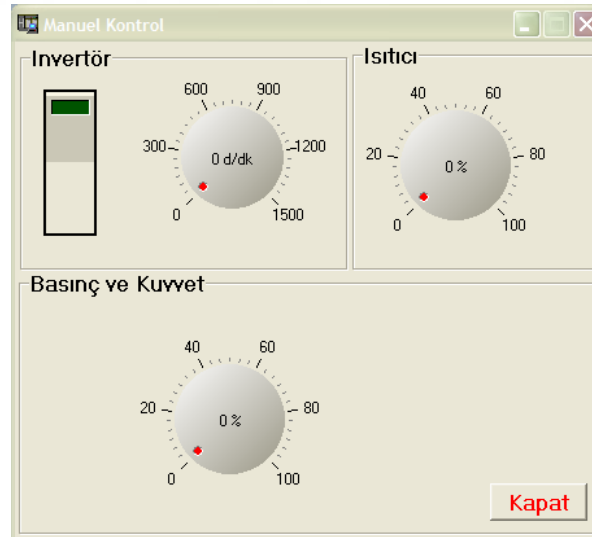 Manuel Kontrol
Invertör
600 900
300 1200
0 d/dk
0 1500
Isıtıcı
40 60
20 80
0 %
0 100
Basınç ve Kuvvet
40 60
20 80
0 %
0 100
Kapat